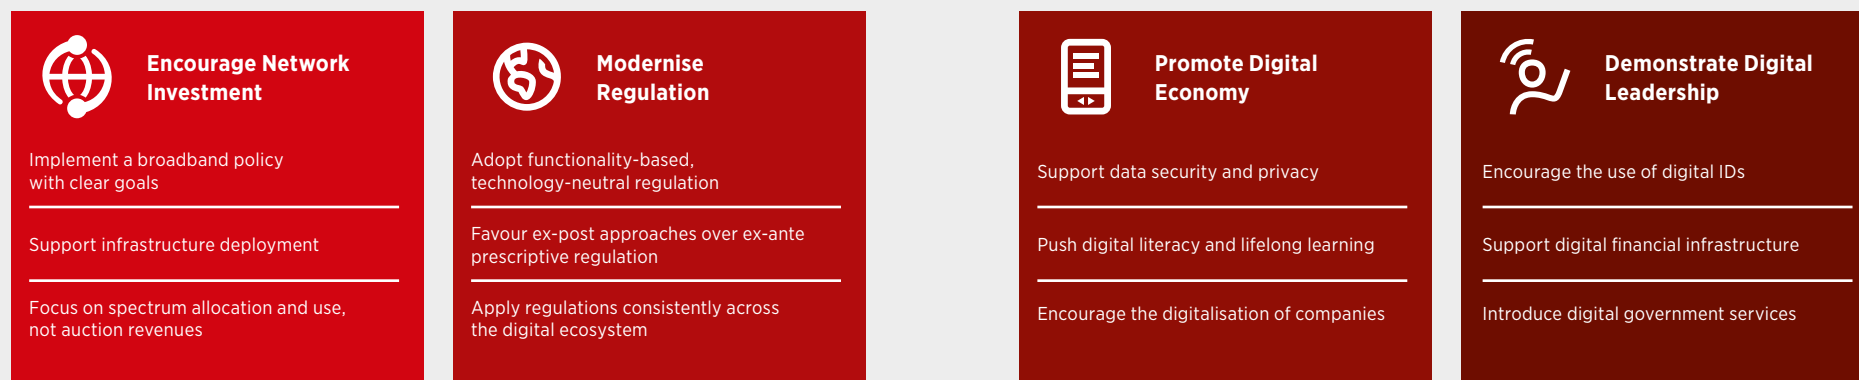 Encourage Network
Investment
Implement a broadband policy
with clear goals
Support infrastructure deployment
Focus on spectrum allocation and use,
not auction revenues
Modernise
Regulation
Adopt functionality-based,
technology-neutral regulation
Favour ex-post approaches over ex-ante
prescriptive regulation
Apply regulations consistently across
the digital ecosystem
Promote Digital
Economy
Support data security and privacy
Push digital literacy and lifelong learning
Encourage the digitalisation of companies
Demonstrate Digital
Leadership
Encourage the use of digital IDs
Support digital financial infrastructure
Introduce digital government services